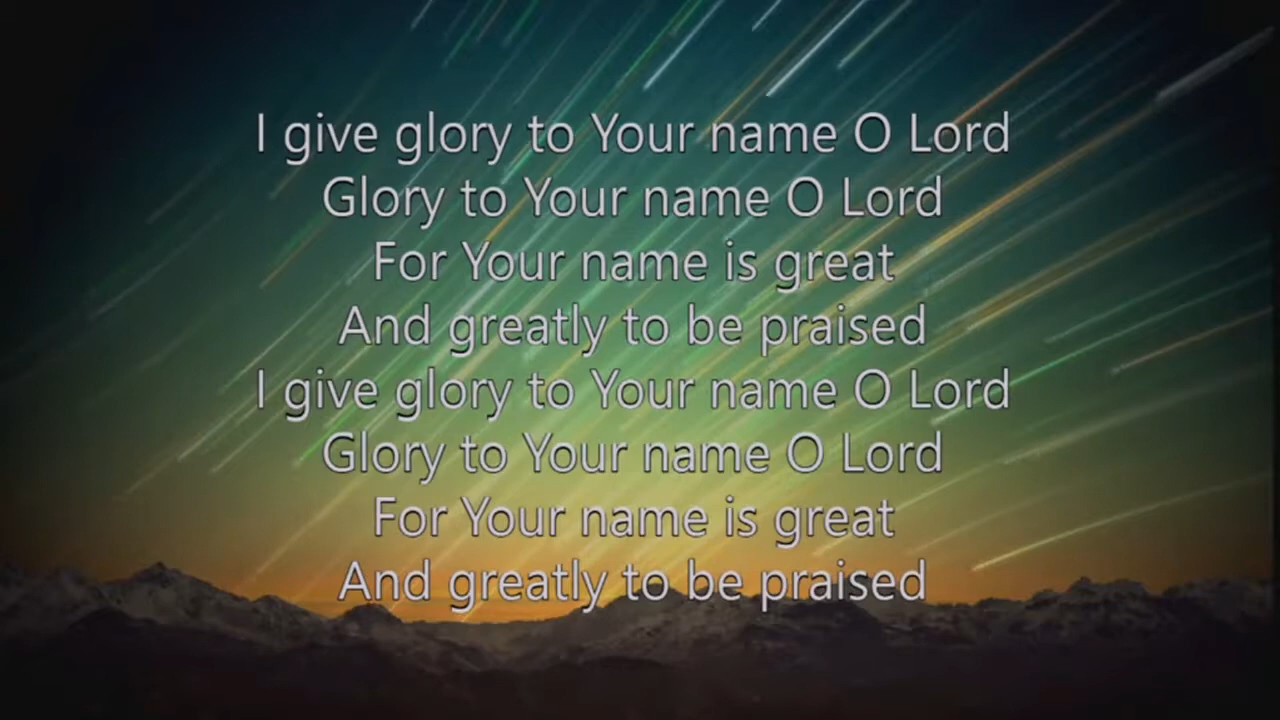 I give glory to Your name O Lord
Glory to Your name O Lord
For Your name is great
And greatly to be praised
I give glory to Your name O Lord
Glory to Your name O Lord
For Your name is great
And greatly to be praised